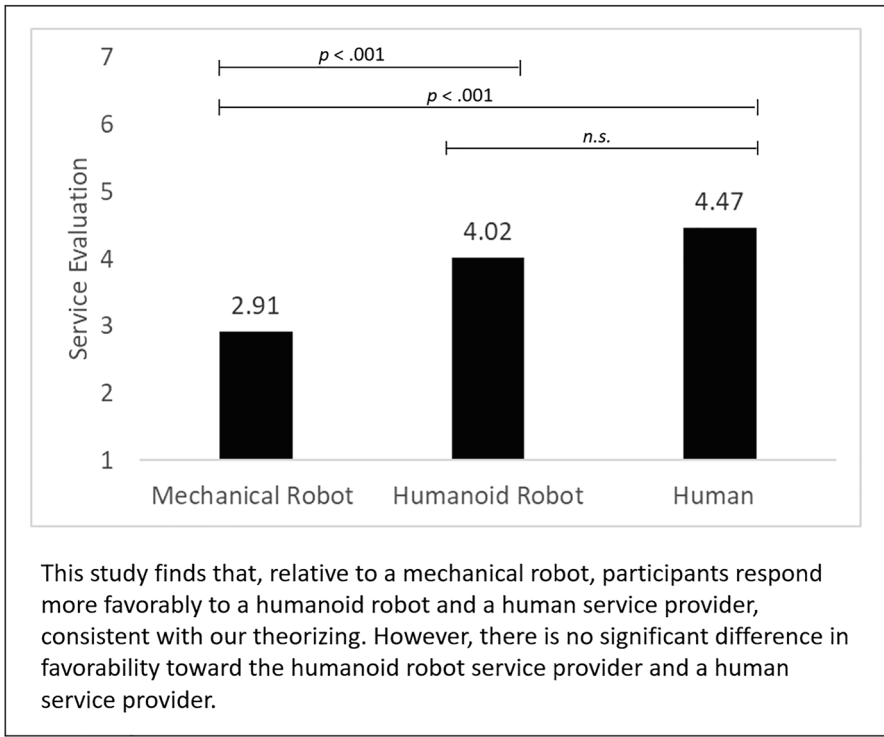 7
p < .001
p < .001
6
n.s.
5
4.47
4.02
4
Service Evaluation
3
2.91
2
1
Mechanical Robot Humanoid Robot Human
This study finds that, relative to a mechanical robot, participants respond
more favorably to a humanoid robot and a human service provider,
consistent with our theorizing. However, there is no significant difference in
favorability toward the humanoid robot service provider and a human
service provider.